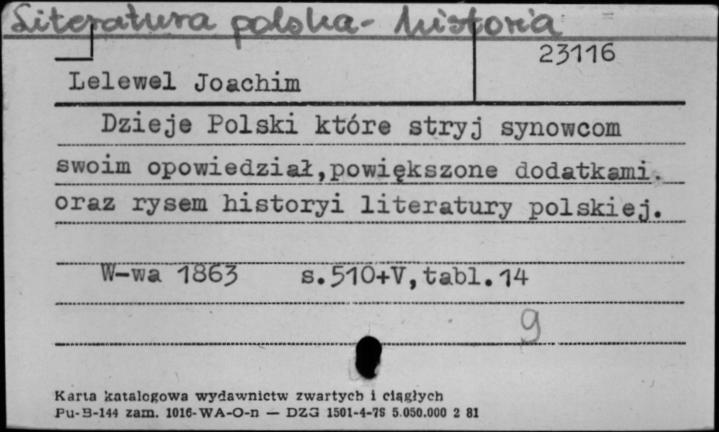 Literatura polska - historia
23116
Lelewel Joachim
Dzieje Polski które stryj synowcom
swoim opowiedział, powiększone dodatkami.
oraz rysem historyi literatury polskiej.
W-wa 1863 s.510+V, tabl.14
9
Karta katalogowa wydawnictw zwartych i ciągłych
Pu-B-144 zam. 1016-WA-O-n — DZG 1501-4-78 5.050.000 2 81